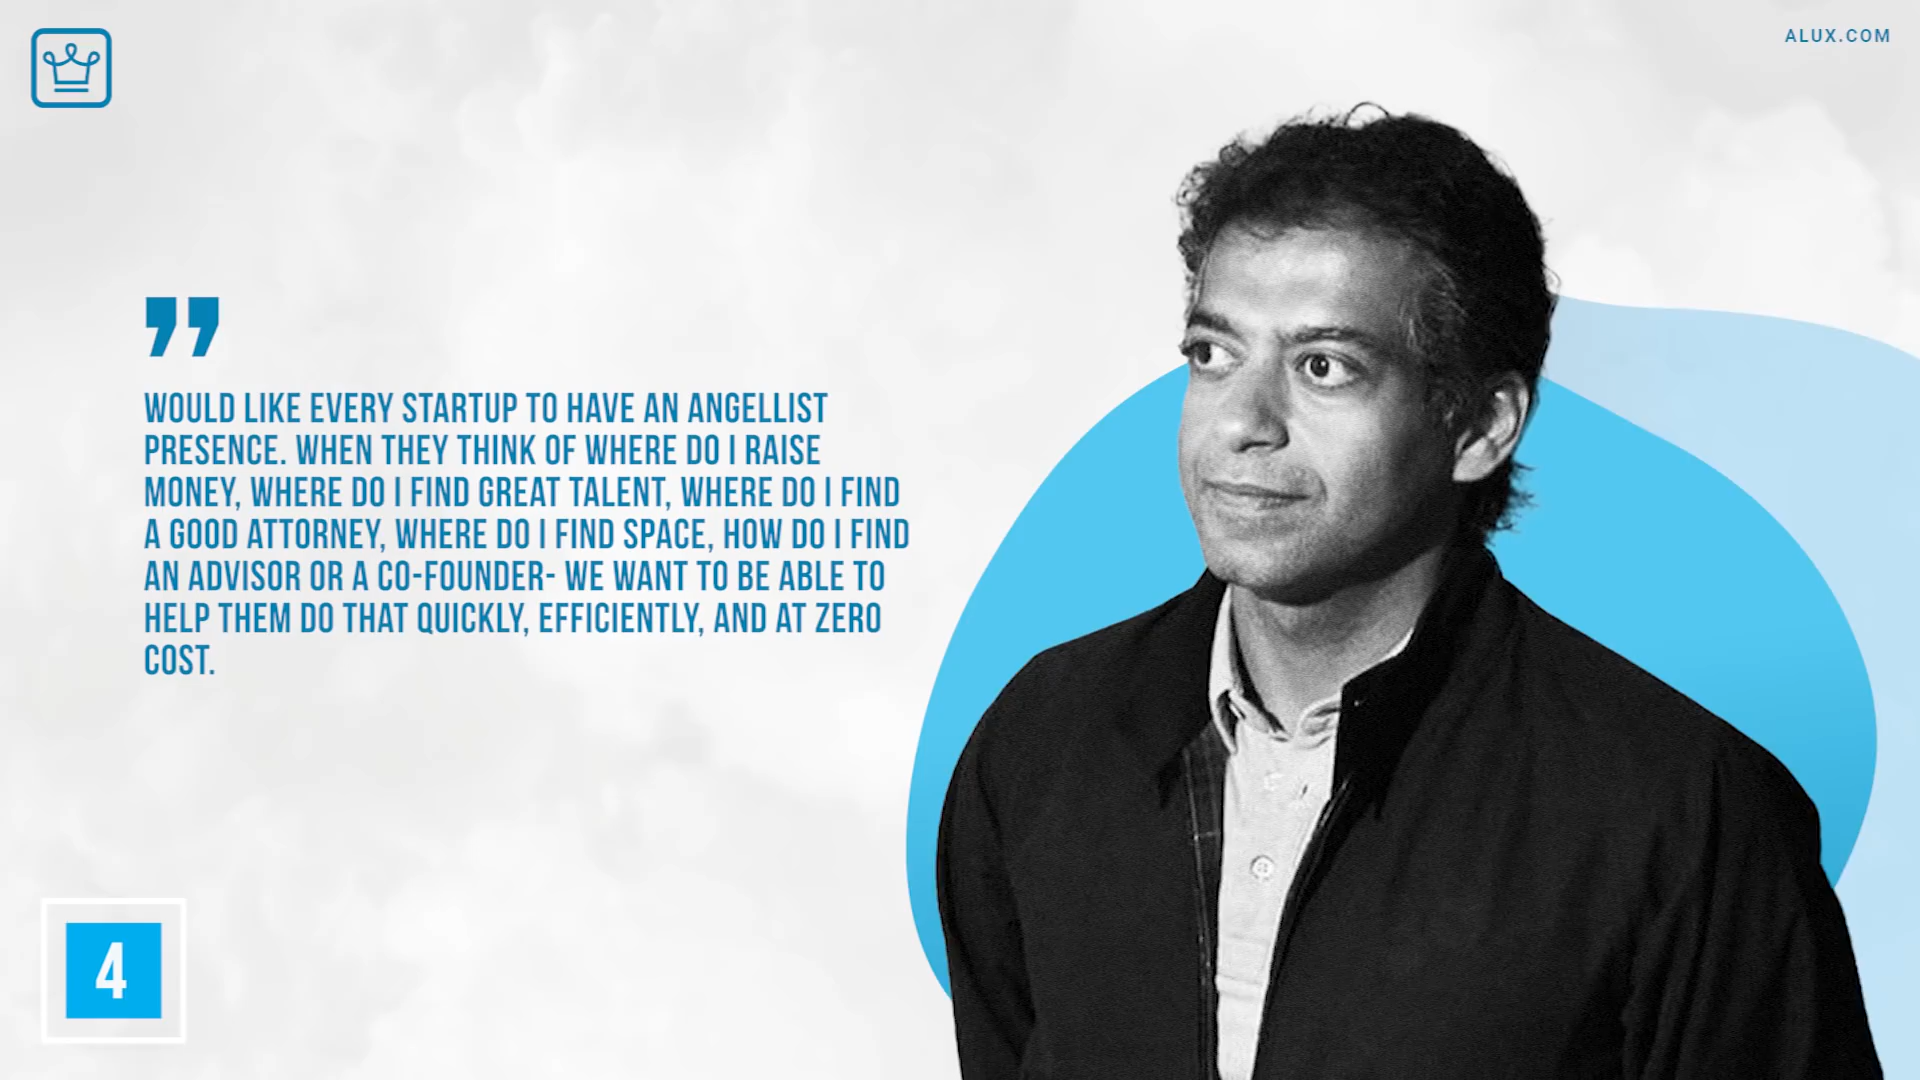 ALUX.COM
”
WOULD LIKE EVERY STARTUP TO HAVE AN ANGELLIST
PRESENCE. WHEN THEY THINK OF WHERE DO I RAISE
MONEY, WHERE DO I FIND GREAT TALENT, WHERE DO I FIND
A GOOD ATTORNEY, WHERE DO I FIND SPACE, HOW DO I FIND
AN ADVISOR OR A CO-FOUNDER- WE WANT TO BE ABLE TO
HELP THEM DO THAT QUICKLY, EFFICIENTLY, AND AT ZERO
COST.
4